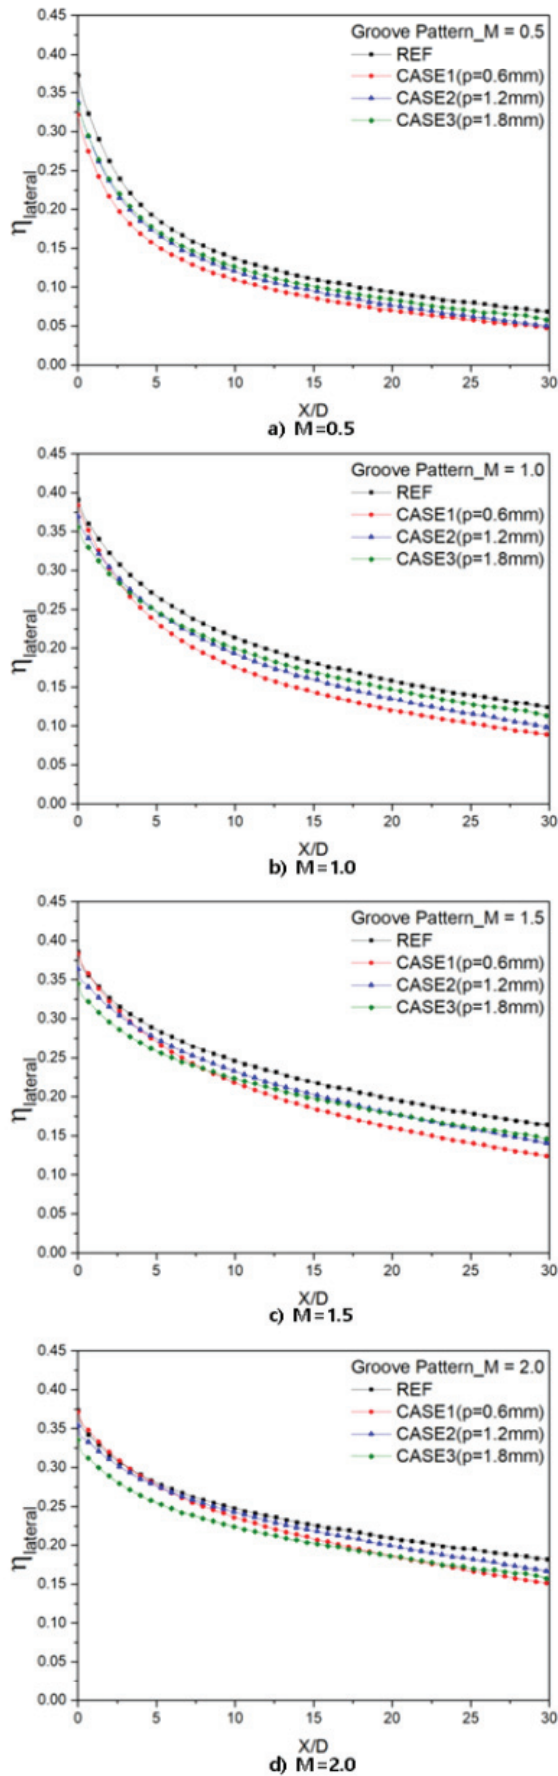 Groove Pattern_M = 0.5
REF
CASE1(p=0.6mm)
CASE2(p=1.2mm)
CASE3(p=1.8mm)
0.45
0.40
0.35
0.30
0.25
0.20
0.15
0.10
0.05
0.00
ηlateral
0 5 10 15 20 25 30
X/D
a) M=0.5
Groove Pattern_M = 1.0
REF
CASE1(p=0.6mm)
CASE2(p=1.2mm)
CASE3(p=1.8mm)
0.45
0.40
0.35
0.30
0.25
0.20
0.15
0.10
0.05
0.00
ηlateral
0 5 10 15 20 25 30
X/D
b) M=1.0
Groove Pattern_M = 1.5
REF
CASE1(p=0.6mm)
CASE2(p=1.2mm)
CASE3(p=1.8mm)
0.45
0.40
0.35
0.30
0.25
0.20
0.15
0.10
0.05
0.00
ηlateral
0 5 10 15 20 25 30
X/D
c) M=1.5
Groove Pattern_M = 2.0
REF
CASE1(p=0.6mm)
CASE2(p=1.2mm)
CASE3(p=1.8mm)
0.45
0.40
0.35
0.30
0.25
0.20
0.15
0.10
0.05
0.00
ηlateral
0 5 10 15 20 25 30
X/D
d) M=2.0